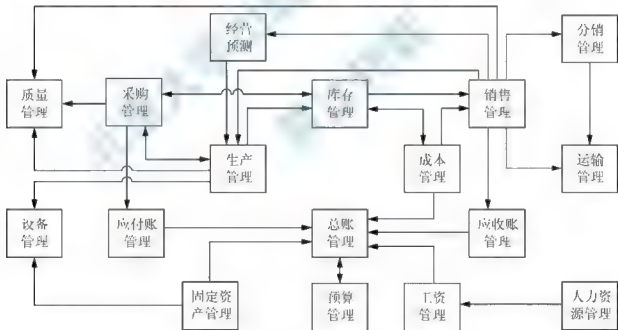 经营
预测
分销
管理
质量
管理
采购
管理
库存
管理
销售
管理
生产
管理
成本
管理
运输
管理
设备
管理
应付账
管理
总账
管理
应收账
管理
固定资
产管理
预算
管理
工资
管理
人力资
源管理